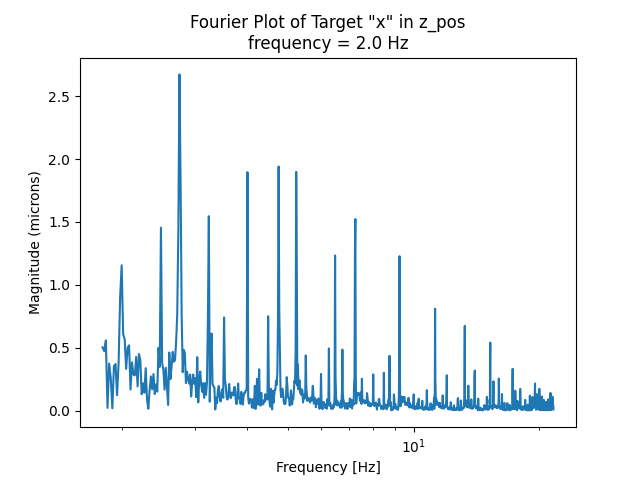 Fourier Plot of Target "x" in z_pos
frequency = 2.0 Hz
Magnitude (microns)
2.5
2.0
1.5
1.0
0.5
0.0
10¹
Frequency [Hz]